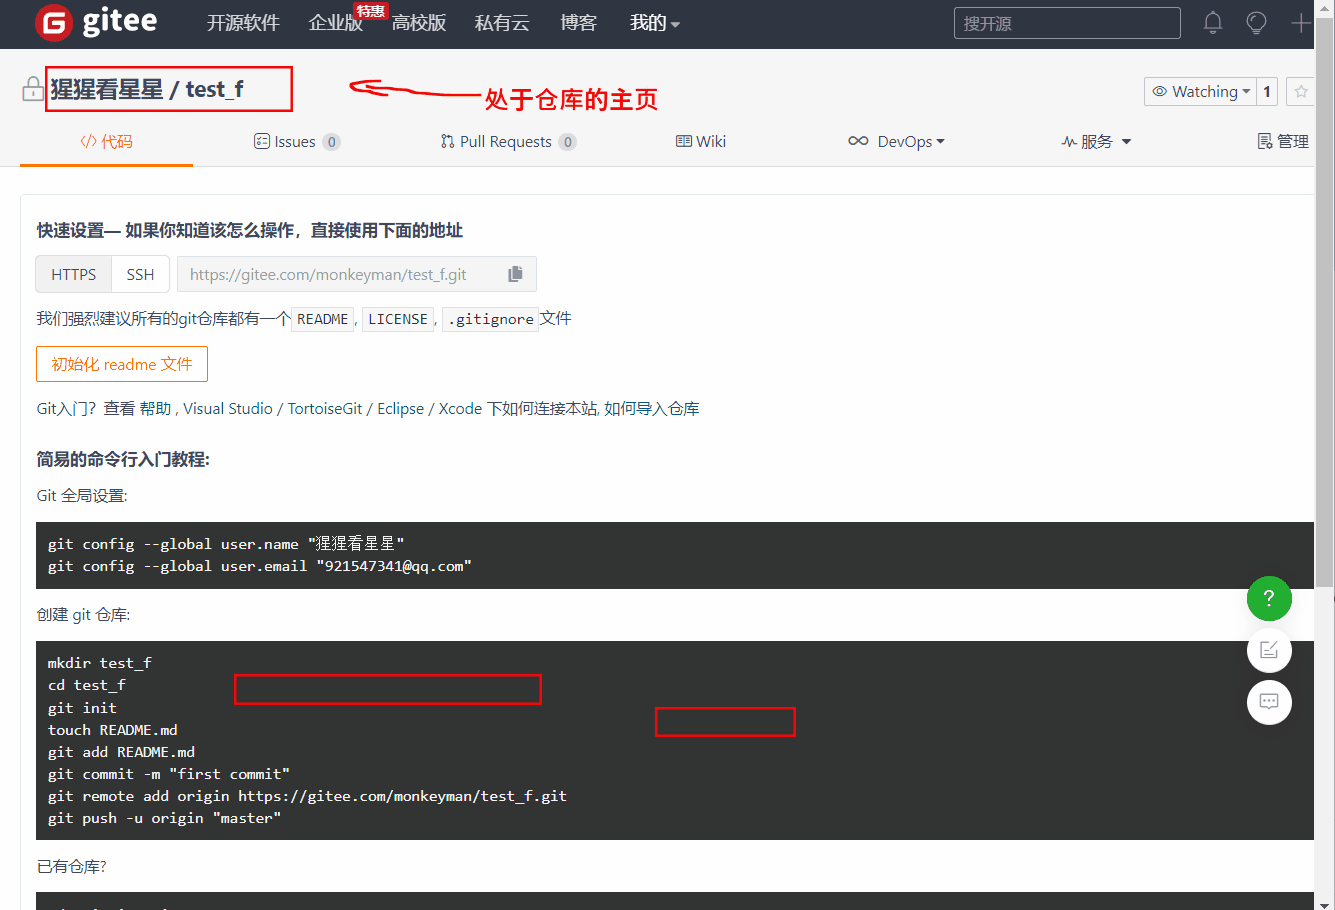 gitee 开源软件 企业版 特惠 高校版 私有云 博客 我的 搜开源
猩猩看星星 / test_f
处于仓库的主页
Watching 1
代码 Issues 0 Pull Requests 0 Wiki DevOps 服务 管理
快速设置— 如果你知道该怎么操作，直接使用下面的地址
HTTPS SSH https://gitee.com/monkeyman/test_f.git
我们强烈建议所有的git仓库都有一个 README, LICENSE, .gitignore 文件
初始化 readme 文件
Git入门？查看 帮助 , Visual Studio / TortoiseGit / Eclipse / Xcode 下如何连接本站, 如何导入仓库
简易的命令行入门教程:
Git 全局设置:
git config --global user.name "猩猩看星星"
git config --global user.email "921547341@qq.com"
创建 git 仓库:
mkdir test_f
cd test_f
git init
touch README.md
git add README.md
git commit -m "first commit"
git remote add origin https://gitee.com/monkeyman/test_f.git
git push -u origin "master"
已有仓库?